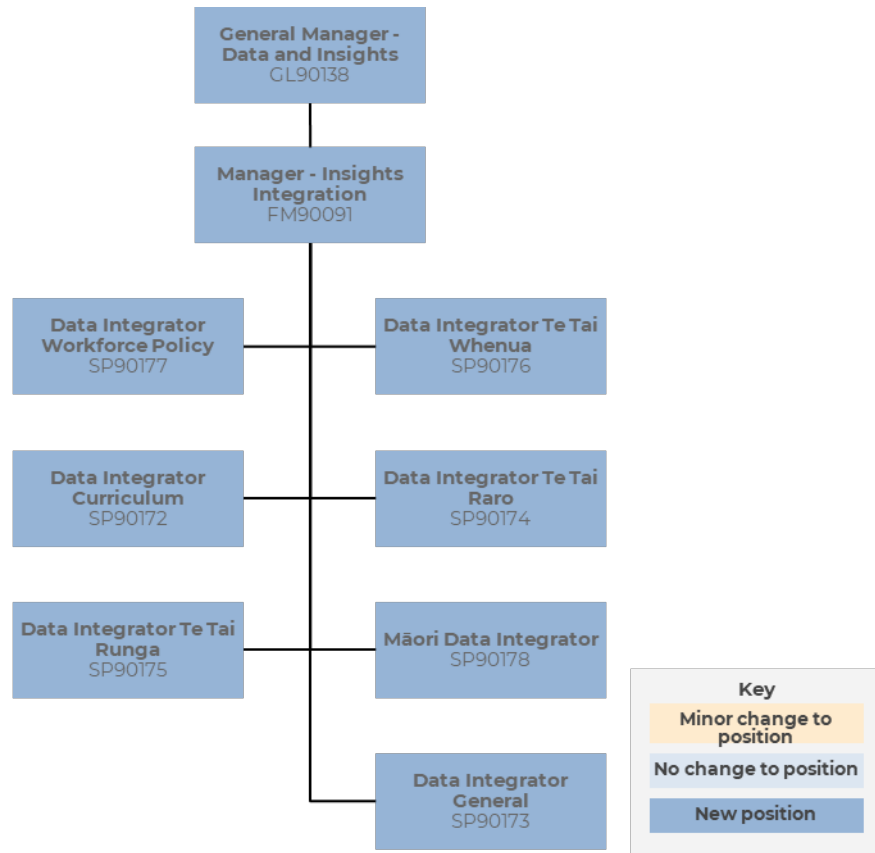 General Manager -
Data and Insights
GL90138
Manager - Insights
Integration
FM90091
Data Integrator
Workforce Policy
SP90177
Data Integrator Te Tai
Whenua
SP90176
Data Integrator
Curriculum
SP90172
Data Integrator Te Tai
Raro
SP90174
Data Integrator Te Tai
Runga
SP90175
Māori Data Integrator
SP90178
Data Integrator
General
SP90173
Key
Minor change to
position
No change to position
New position